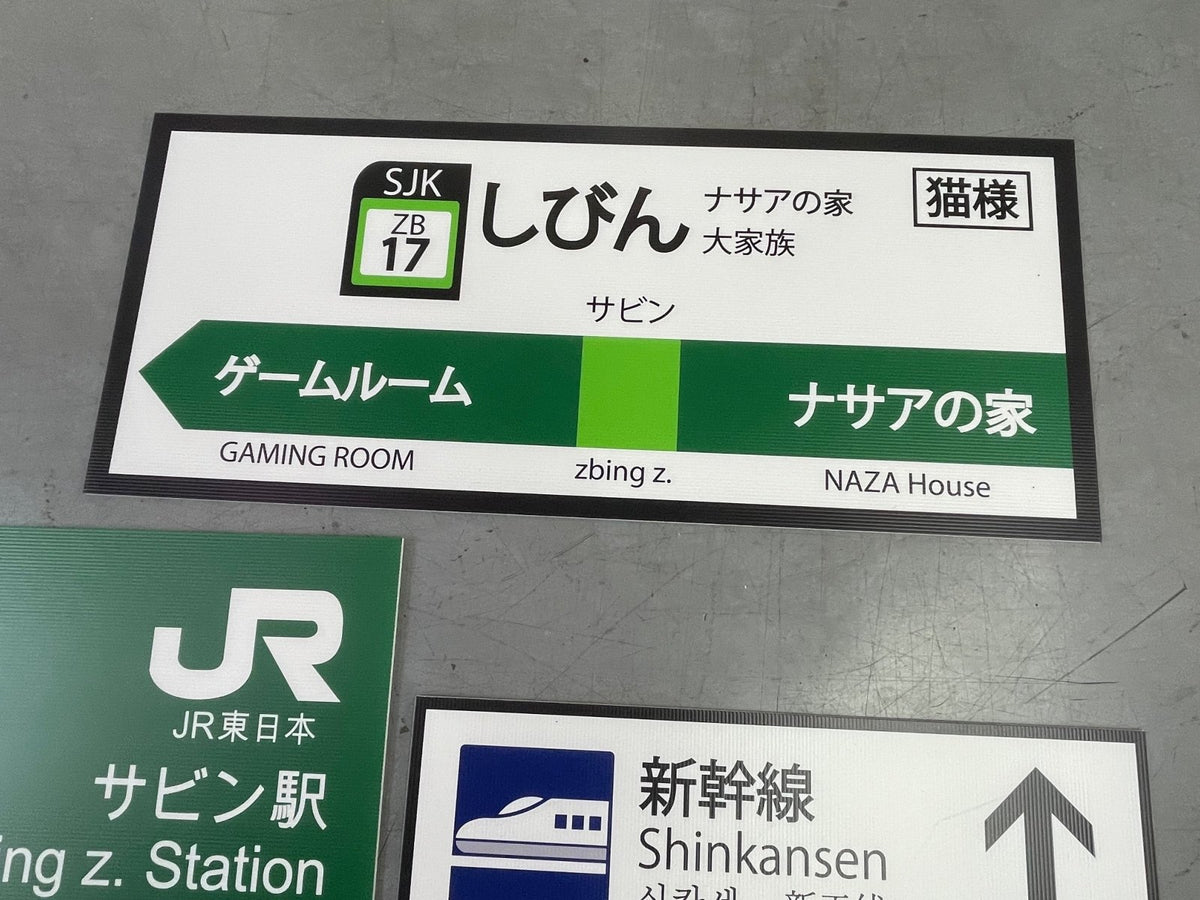 SJK
ZB
17
しびん
ナサアの家
大家族
猫様
サビン
ゲームルーム
ナサアの家
GAMING ROOM
zbing z.
NAZA House
JR
JR東日本
サビン駅
ing z. Station
新幹線
Shinkansen